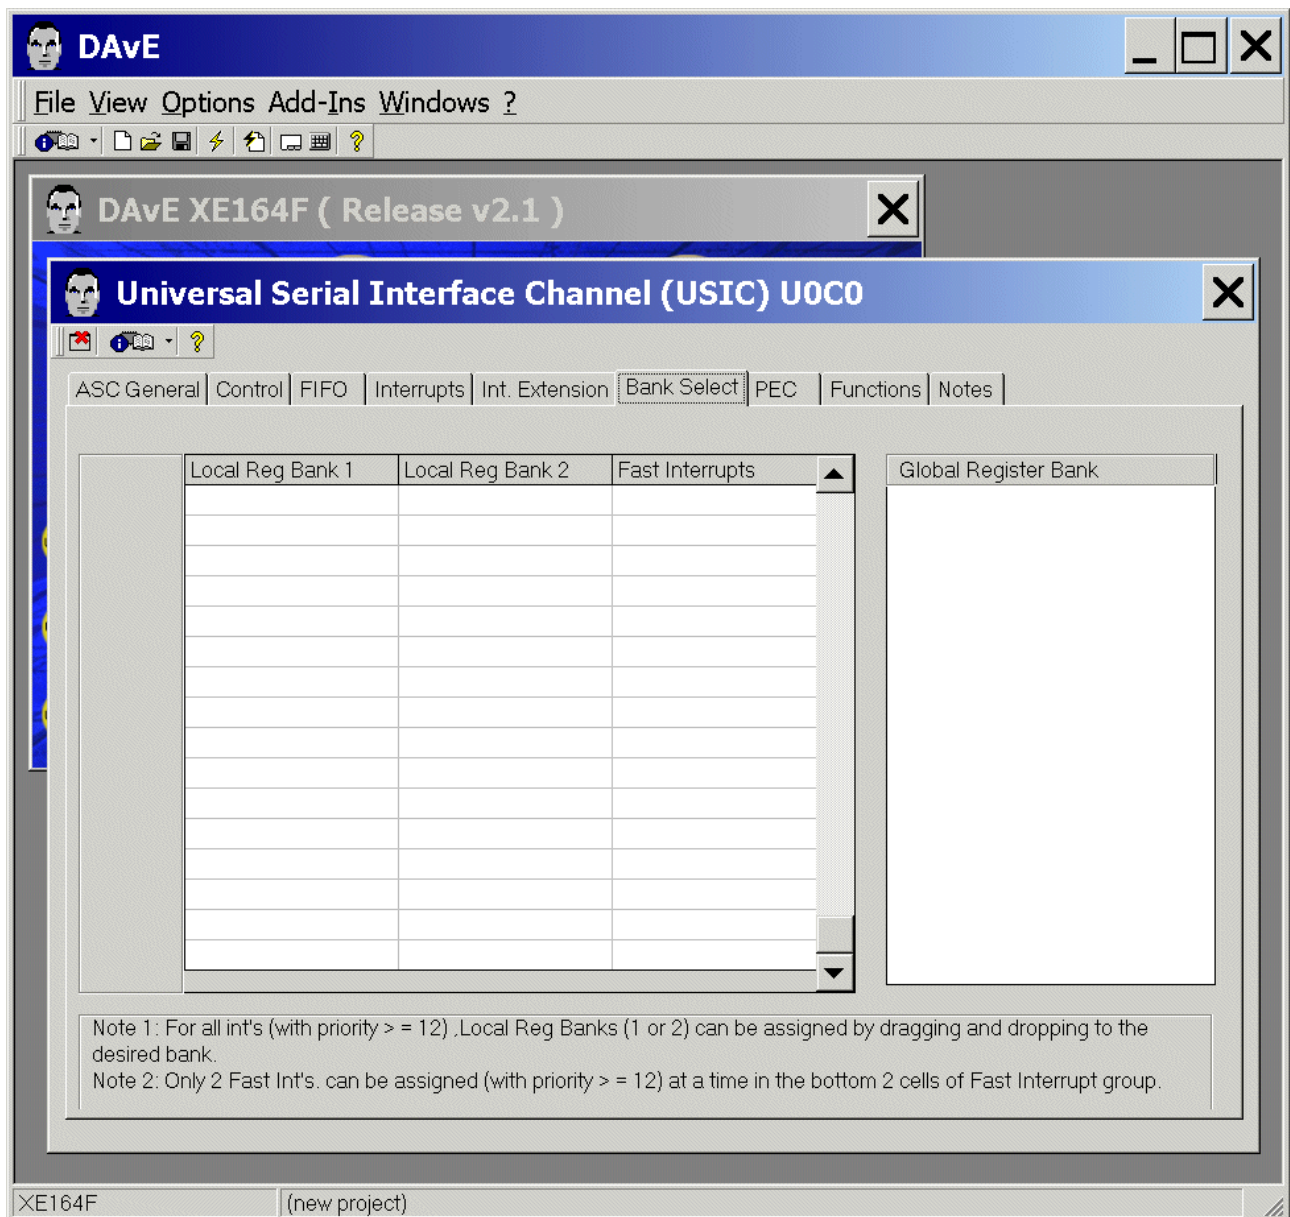 DAvE
File View Options Add-Ins Windows ?
DAvE XE164F ( Release v2.1 )
Universal Serial Interface Channel (USIC) U0C0
ASC General Control FIFO Interrupts Int. Extension Bank Select PEC Functions Notes
Local Reg Bank 1 Local Reg Bank 2 Fast Interrupts Global Register Bank
Note 1: For all int's (with priority > = 12) ,Local Reg Banks (1 or 2) can be assigned by dragging and dropping to the
desired bank.
Note 2: Only 2 Fast Int's. can be assigned (with priority > = 12) at a time in the bottom 2 cells of Fast Interrupt group.
XE164F (new project)